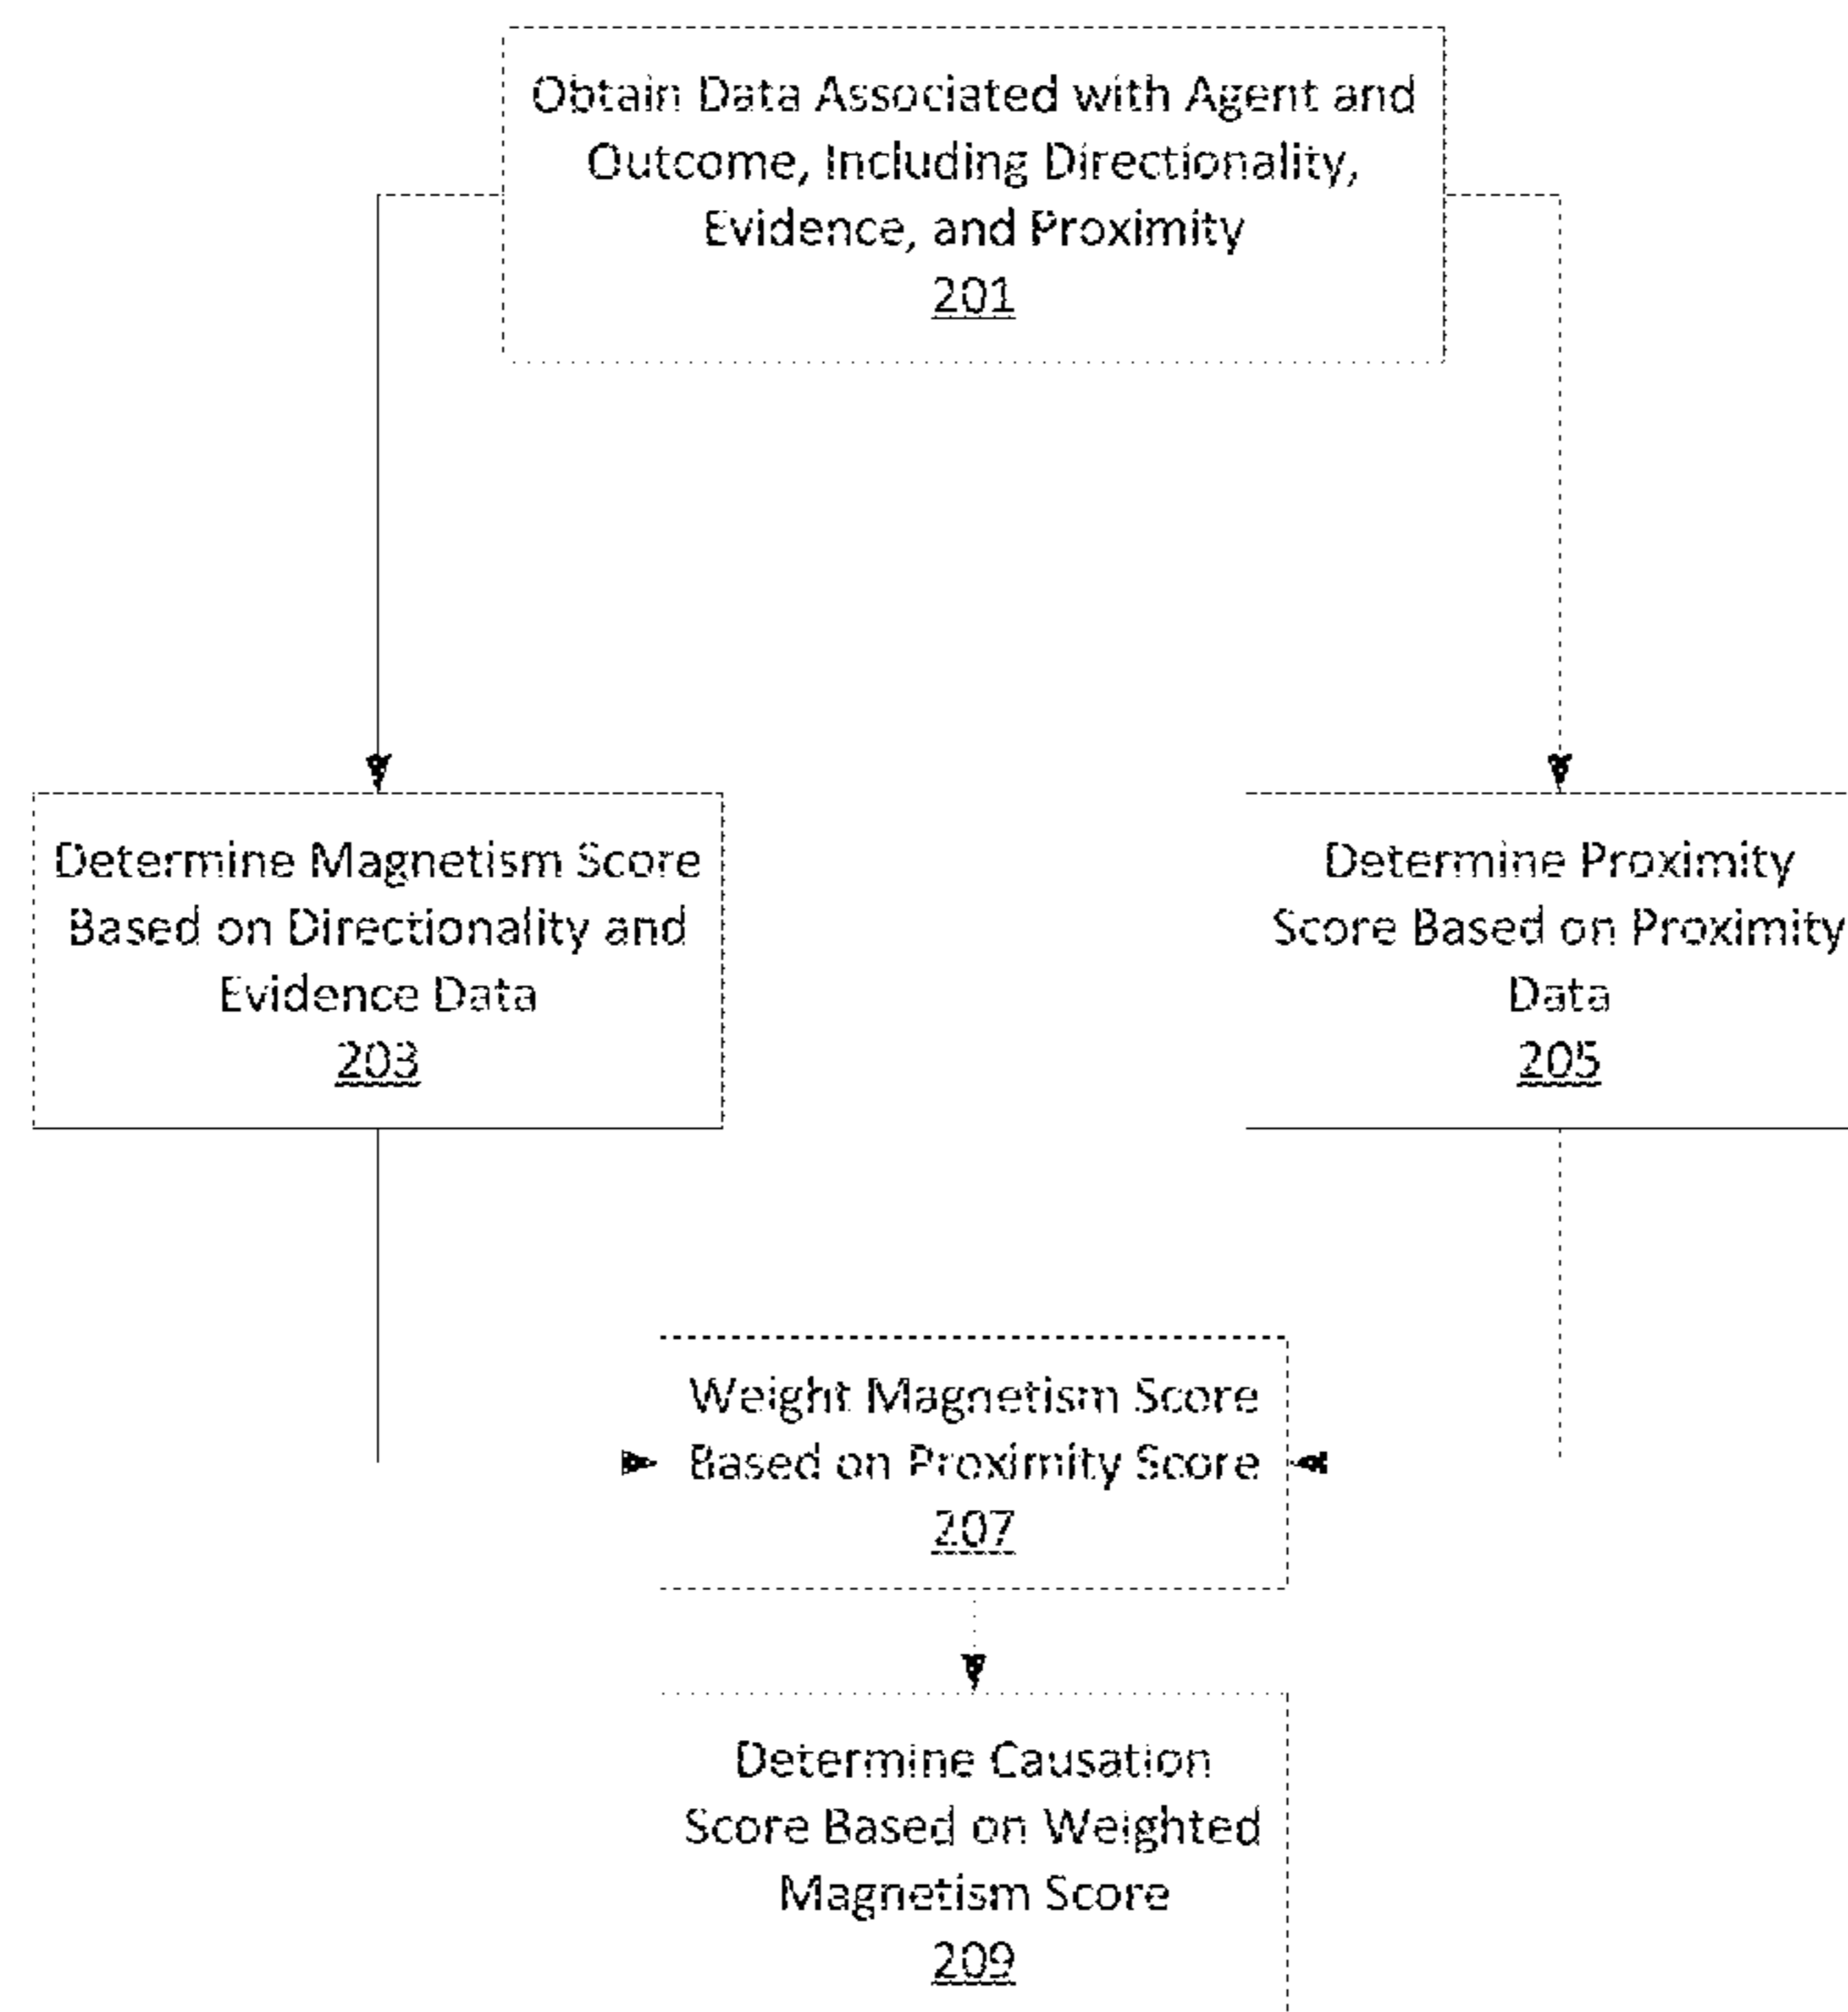 Obtain Data Associated with Agent and
Outcome, Including Directionality,
Evidence, and Proximity
201
Determine Magnetism Score
Based on Directionality and
Evidence Data
203
Determine Proximity
Score Based on Proximity
Data
205
Weight Magnetism Score
Based on Proximity Score
207
Determine Causation
Score Based on Weighted
Magnetism Score
209